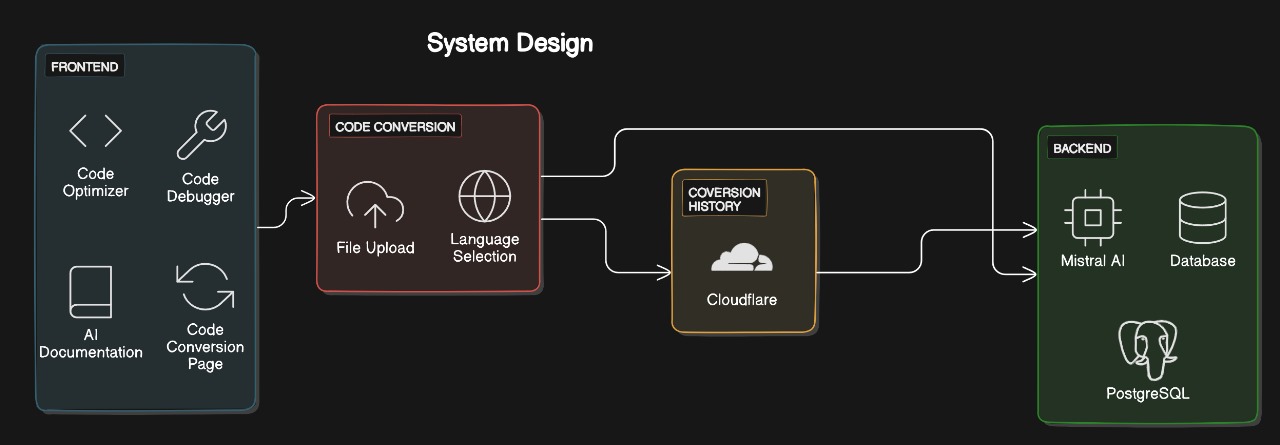 System Design
FRONTEND
Code
Optimizer
Code
Debugger
AI
Documentation
Code
Conversion
Page
CODE CONVERSION
File Upload
Language
Selection
COVERSION
HISTORY
Cloudflare
BACKEND
Mistral AI
Database
PostgreSQL